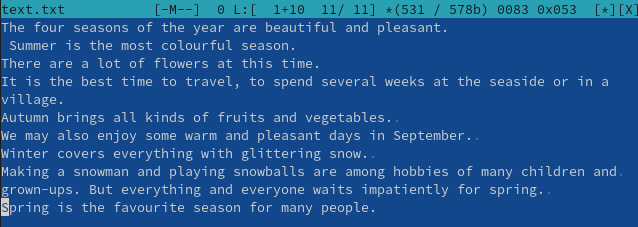 text.txt [-M--] 0 L:[ 1+10 11/ 11] *(531 / 578b) 0083 0x053 [*][X]
The four seasons of the year are beautiful and pleasant.
 Summer is the most colourful season.
There are a lot of flowers at this time.
It is the best time to travel, to spend several weeks at the seaside or in a
village.
Autumn brings all kinds of fruits and vegetables.
We may also enjoy some warm and pleasant days in September.
Winter covers everything with glittering snow.
Making a snowman and playing snowballs are among hobbies of many children and
grown-ups. But everything and everyone waits impatiently for spring.
Spring is the favourite season for many people.